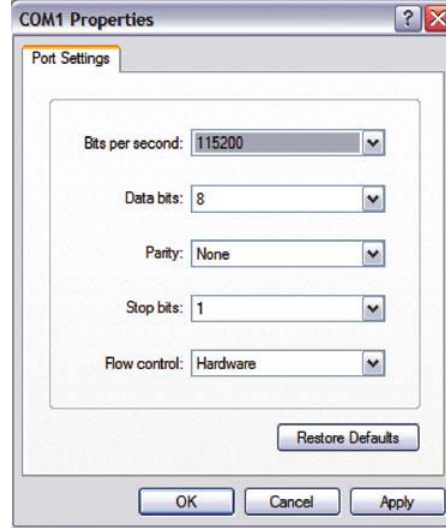 COM1 Properties
Port Settings
Bits per second: 115200
Data bits: 8
Parity: None
Stop bits: 1
Flow control: Hardware
Restore Defaults
OK Cancel Apply